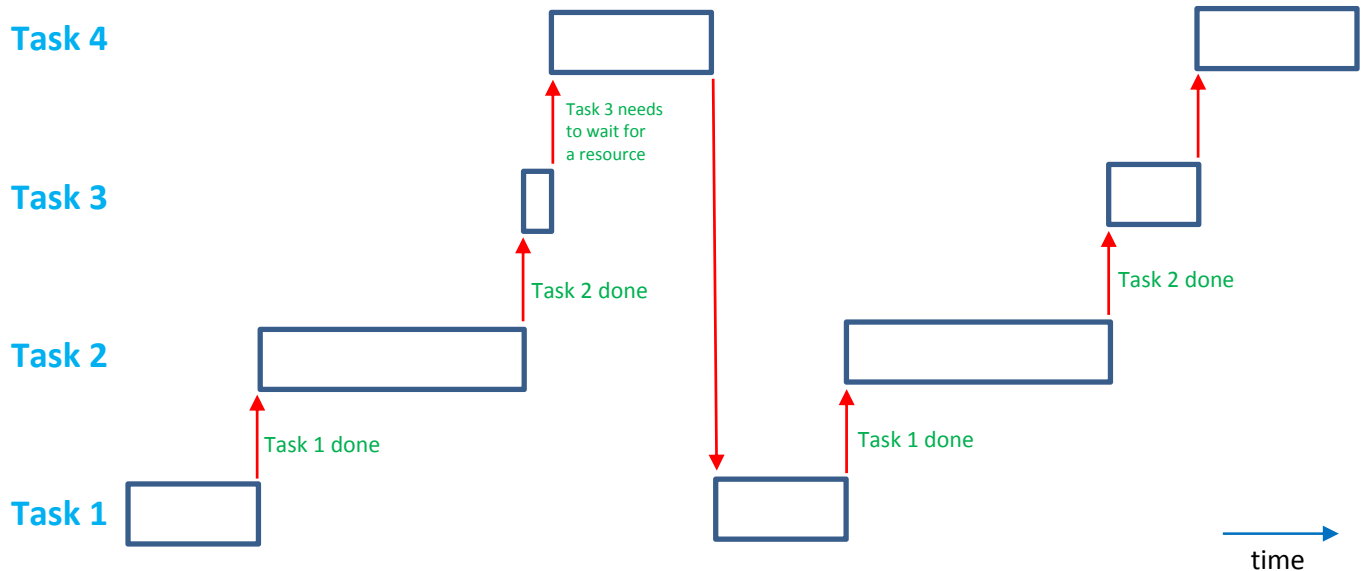 Task 4
Task 3 needs
to wait for
a resource
Task 3
Task 2 done
Task 2 done
Task 2
Task 1 done
Task 1 done
Task 1
time